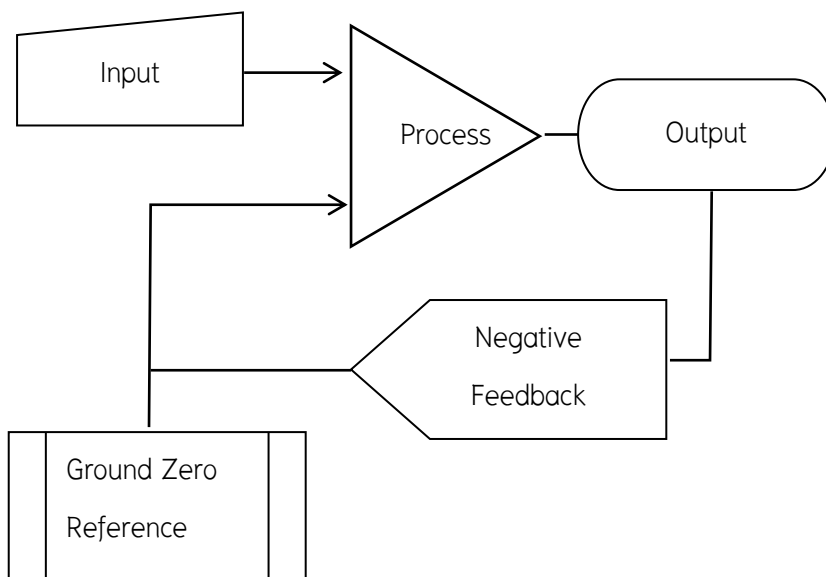 Input
Process
Output
Negative
Feedback
Ground Zero
Reference